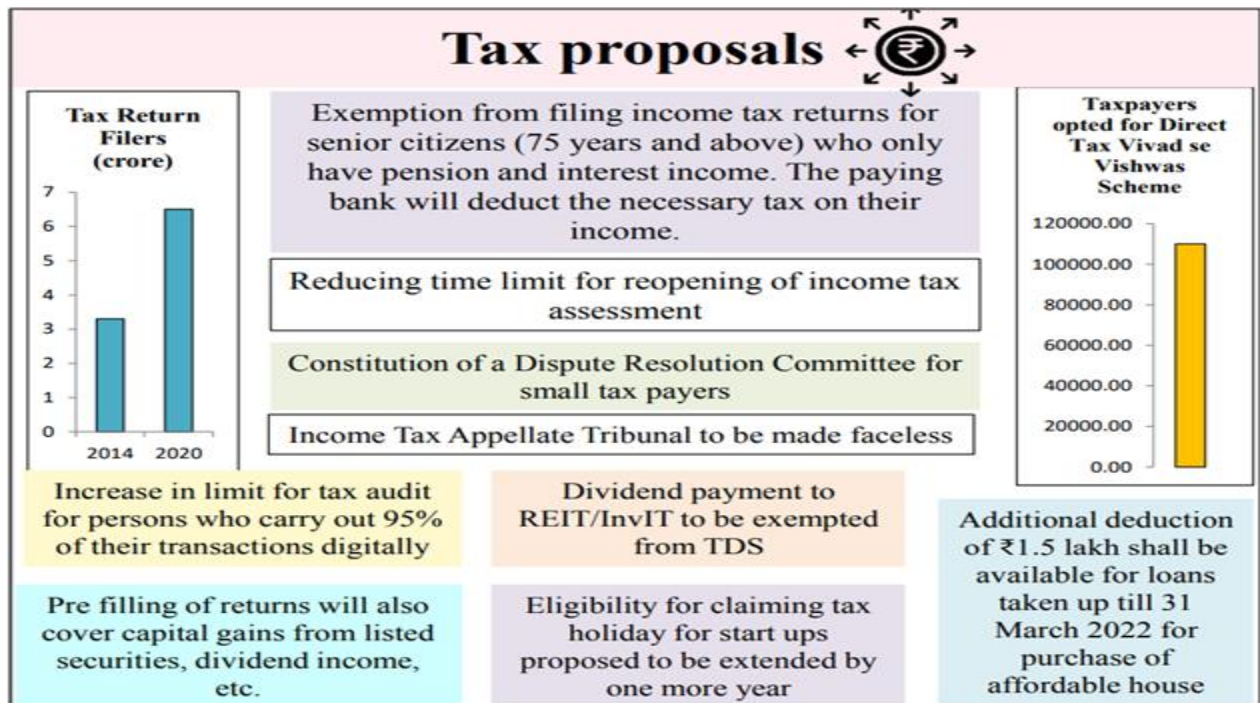 Tax proposals
₹
Tax Return
Filers
(crore)
7
6
5
4
3
2
1
0
2014 2020
Exemption from filing income tax returns for
senior citizens (75 years and above) who only
have pension and interest income. The paying
bank will deduct the necessary tax on their
income.
Reducing time limit for reopening of income tax
assessment
Constitution of a Dispute Resolution Committee for
small tax payers
Income Tax Appellate Tribunal to be made faceless
Taxpayers
opted for Direct
Tax Vivad se
Vishwas
Scheme
120000.00
100000.00
80000.00
60000.00
40000.00
20000.00
0.00
Increase in limit for tax audit
for persons who carry out 95%
of their transactions digitally
Dividend payment to
REIT/InvIT to be exempted
from TDS
Additional deduction
of ₹1.5 lakh shall be
available for loans
taken up till 31
March 2022 for
purchase of
affordable house
Pre filling of returns will also
cover capital gains from listed
securities, dividend income,
etc.
Eligibility for claiming tax
holiday for start ups
proposed to be extended by
one more year